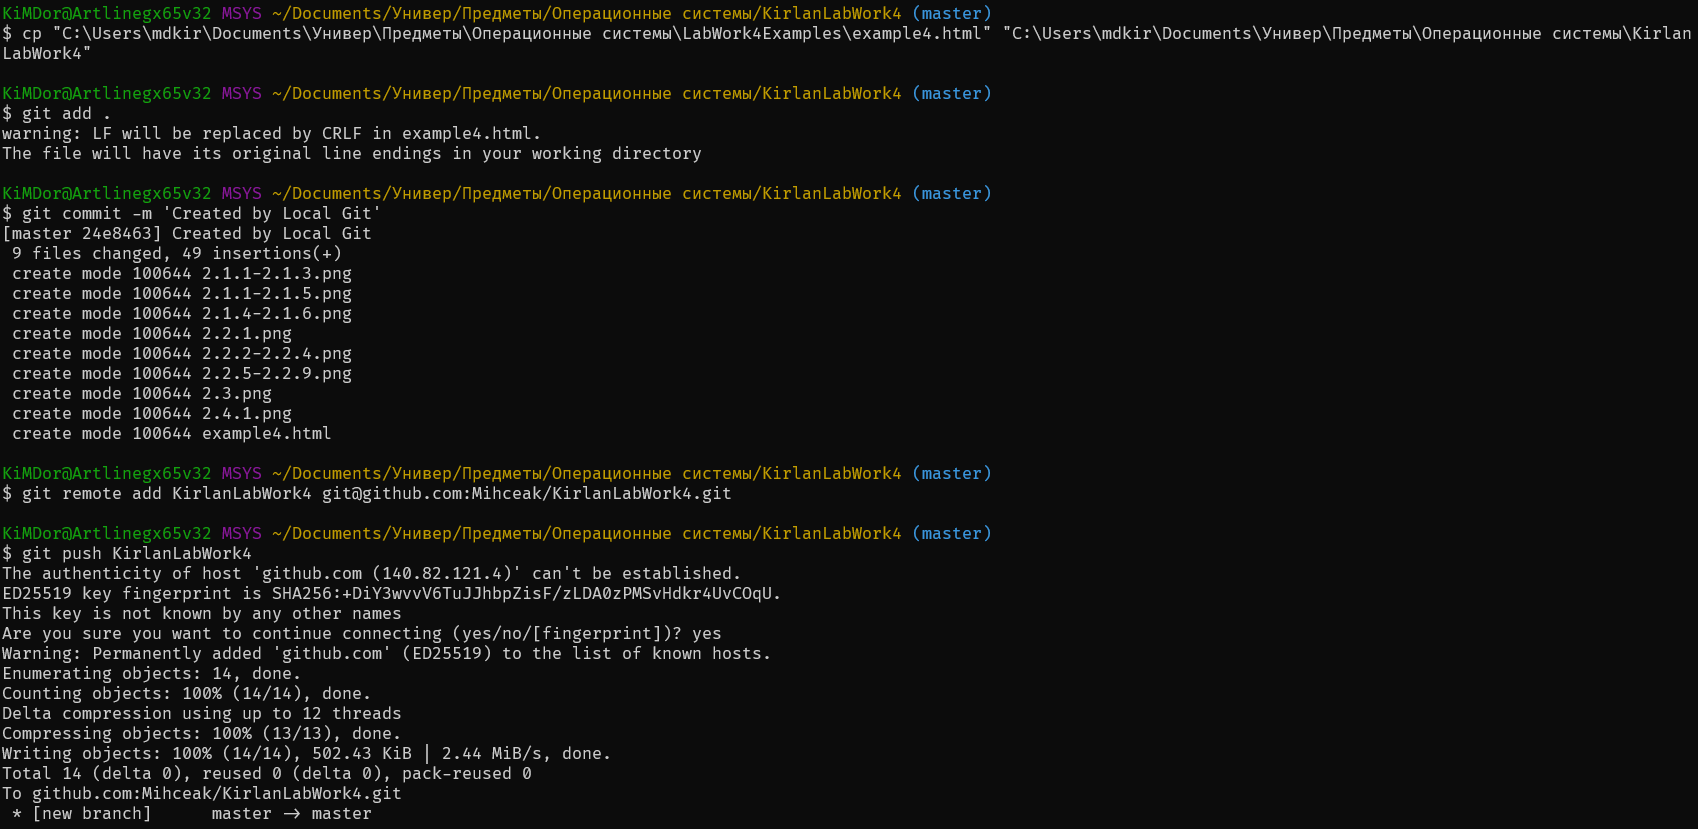 KiMDor@Artlinegx65v32 MSYS ~/Documents/Универ/Предметы/Операционные системы/KirlanLabWork4 (master)
$ cp "C:\Users\mdkir\Documents\Универ\Предметы\Операционные системы\LabWork4Examples\example4.html" "C:\Users\mdkir\Documents\Универ\Предметы\Операционные системы\Kirlan
LabWork4"
KiMDor@Artlinegx65v32 MSYS ~/Documents/Универ/Предметы/Операционные системы/KirlanLabWork4 (master)
$ git add .
warning: LF will be replaced by CRLF in example4.html.
The file will have its original line endings in your working directory
KiMDor@Artlinegx65v32 MSYS ~/Documents/Универ/Предметы/Операционные системы/KirlanLabWork4 (master)
$ git commit -m 'Created by Local Git'
[master 24e8463] Created by Local Git
 9 files changed, 49 insertions(+)
 create mode 100644 2.1.1-2.1.3.png
 create mode 100644 2.1.1-2.1.5.png
 create mode 100644 2.1.4-2.1.6.png
 create mode 100644 2.2.1.png
 create mode 100644 2.2.2-2.2.4.png
 create mode 100644 2.2.5-2.2.9.png
 create mode 100644 2.3.png
 create mode 100644 2.4.1.png
 create mode 100644 example4.html
KiMDor@Artlinegx65v32 MSYS ~/Documents/Универ/Предметы/Операционные системы/KirlanLabWork4 (master)
$ git remote add KirlanLabWork4 git@github.com:Mihceak/KirlanLabWork4.git
KiMDor@Artlinegx65v32 MSYS ~/Documents/Универ/Предметы/Операционные системы/KirlanLabWork4 (master)
$ git push KirlanLabWork4
The authenticity of host 'github.com (140.82.121.4)' can't be established.
ED25519 key fingerprint is SHA256:+DiY3wvvV6TuJJhbpZisF/zLDA0zPMSvHdkr4UvCOqU.
This key is not known by any other names
Are you sure you want to continue connecting (yes/no/[fingerprint])? yes
Warning: Permanently added 'github.com' (ED25519) to the list of known hosts.
Enumerating objects: 14, done.
Counting objects: 100% (14/14), done.
Delta compression using up to 12 threads
Compressing objects: 100% (13/13), done.
Writing objects: 100% (14/14), 502.43 KiB | 2.44 MiB/s, done.
Total 14 (delta 0), reused 0 (delta 0), pack-reused 0
To github.com:Mihceak/KirlanLabWork4.git
 * [new branch]      master -> master